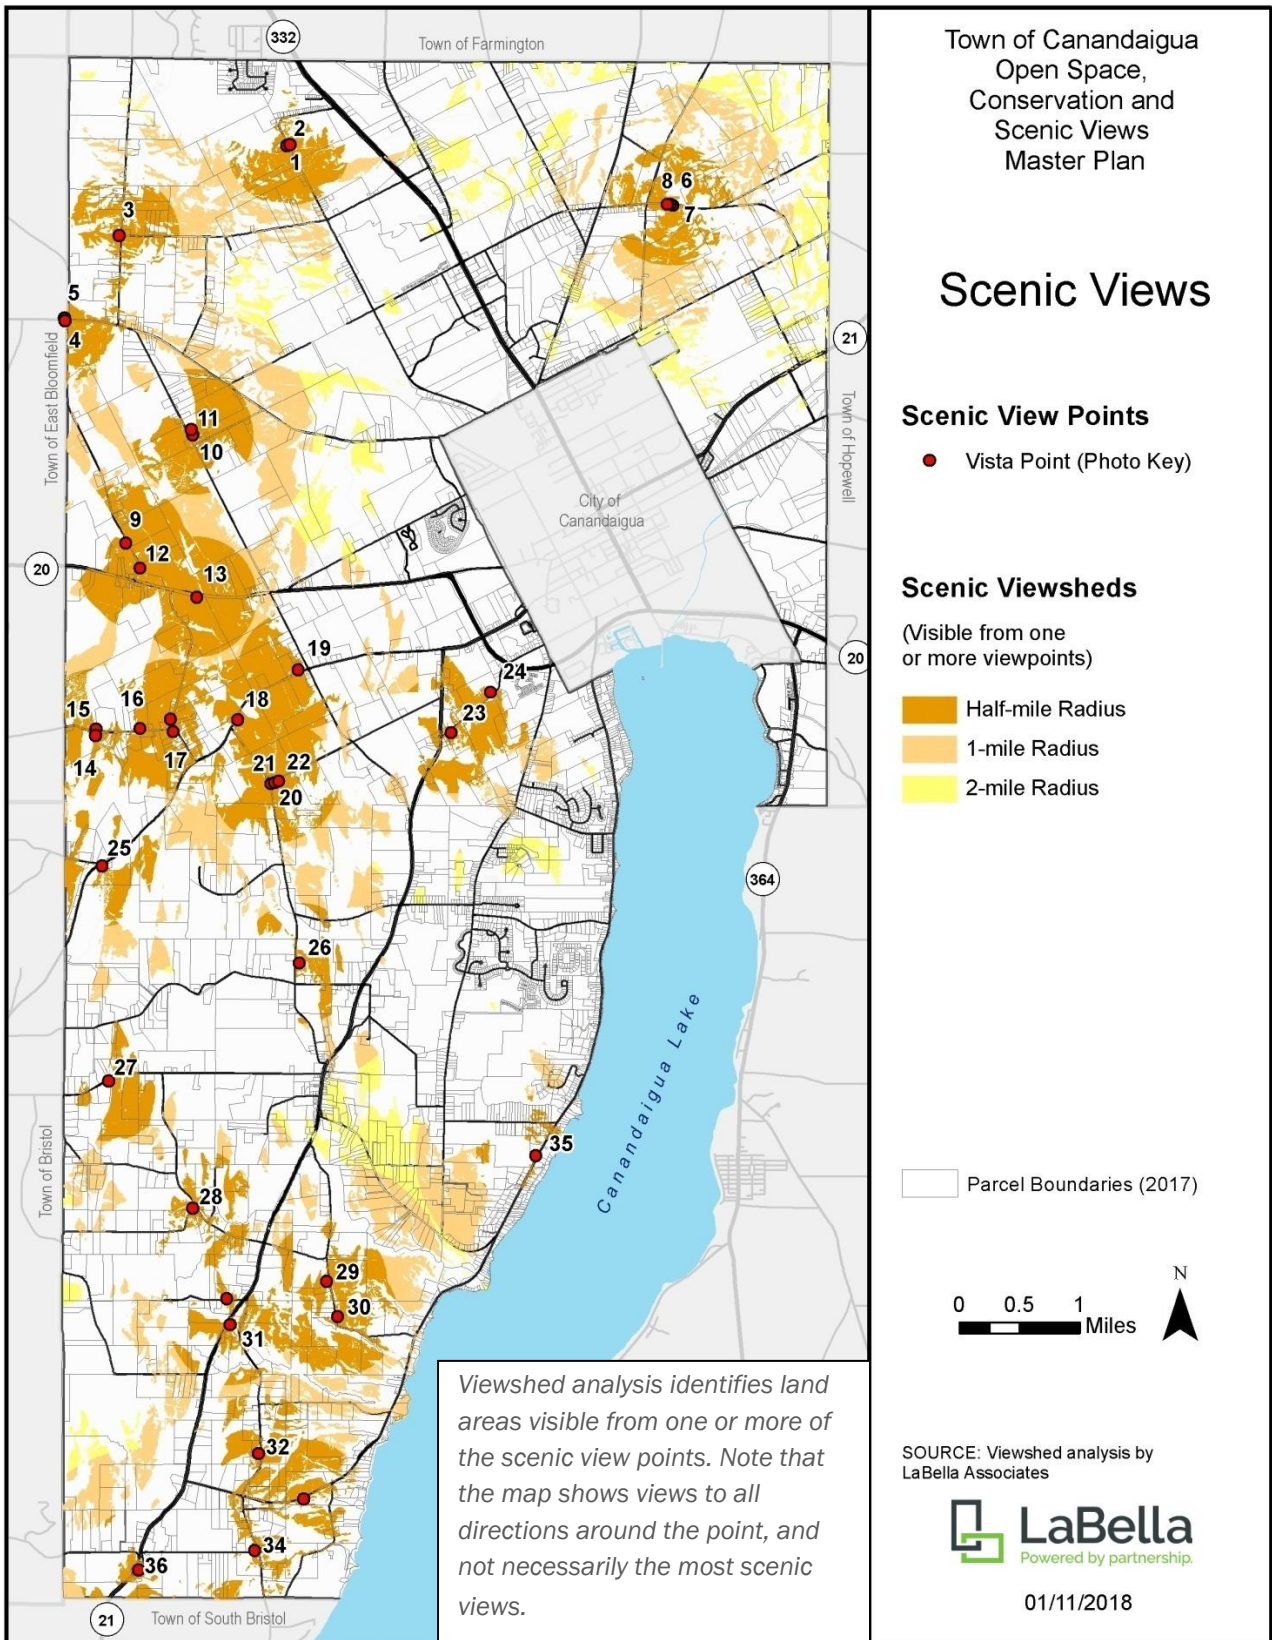 332
Town of Farmington
2
1
3
8 6
7
5
4
Town of East Bloomfield
21
Town of Hopewell
11
10
City of
Canandaigua
9
12
13
20
19
20
24
23
18
16
15
17
14
21
22
20
25
364
26
Canandaigua Lake
27
Town of Bristol
35
28
29
30
31
32
34
36
21
Town of South Bristol
Viewshed analysis identifies land
areas visible from one or more of
the scenic view points. Note that
the map shows views to all
directions around the point, and
not necessarily the most scenic
views.
Town of Canandaigua
Open Space,
Conservation and
Scenic Views
Master Plan
Scenic Views
Scenic View Points
Vista Point (Photo Key)
Scenic Viewsheds
(Visible from one
or more viewpoints)
Half-mile Radius
1-mile Radius
2-mile Radius
Parcel Boundaries (2017)
N
0 0.5 1
Miles
SOURCE: Viewshed analysis by
LaBella Associates
LaBella
Powered by partnership.
01/11/2018